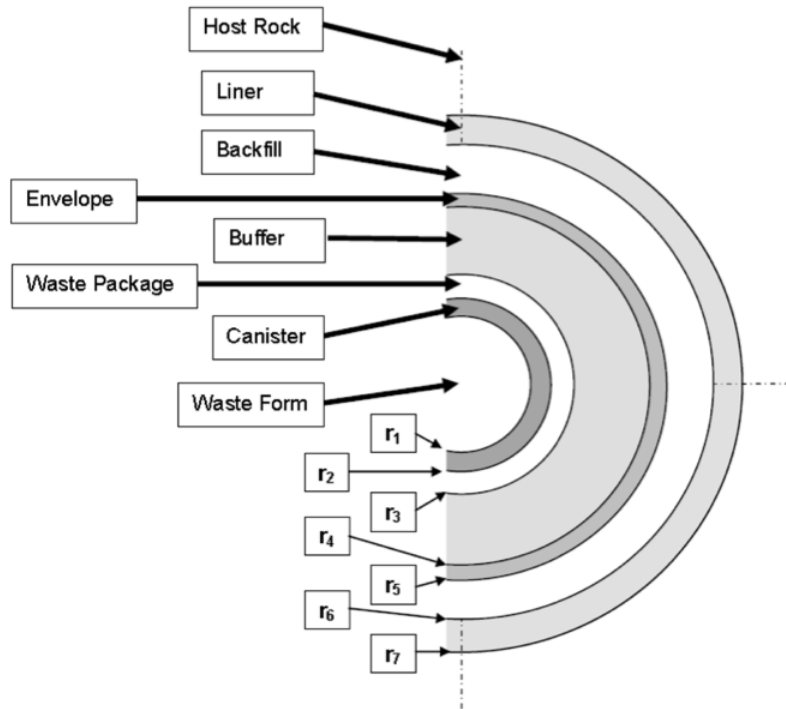 Host Rock
Liner
Backfill
Envelope
Buffer
Waste Package
Canister
Waste Form
r₁
r₂
r₃
r₄
r₅
r₆
r₇